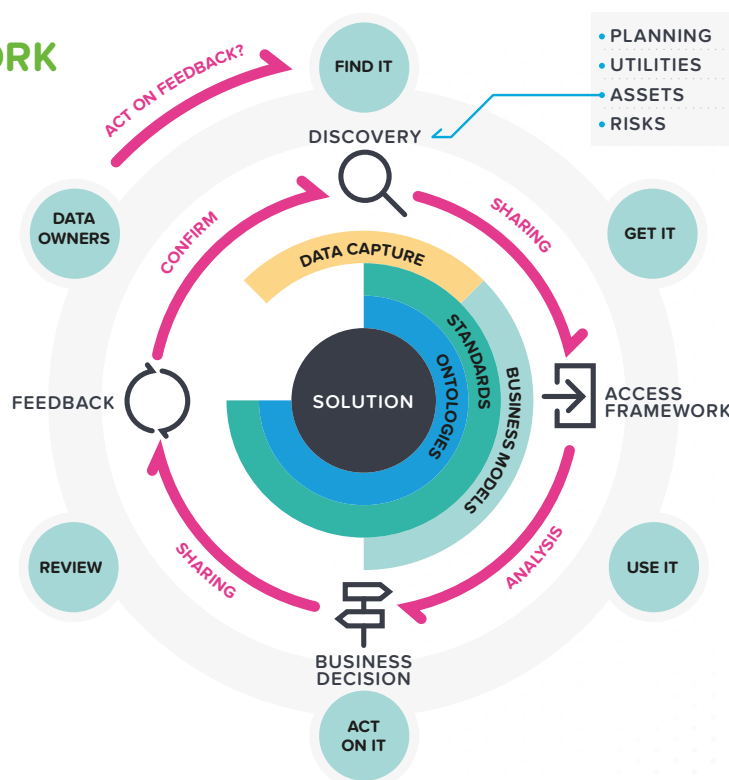 ORK
ACT ON FEEDBACK?
FIND IT
PLANNING
UTILITIES
ASSETS
RISKS
DISCOVERY
DATA
OWNERS
CONFIRM
SHARING
GET IT
DATA CAPTURE
STANDARDS
ONTOLOGIES
BUSINESS MODELS
SOLUTION
FEEDBACK
ACCESS
FRAMEWORK
REVIEW
SHARING
ANALYSIS
USE IT
BUSINESS
DECISION
ACT
ON IT